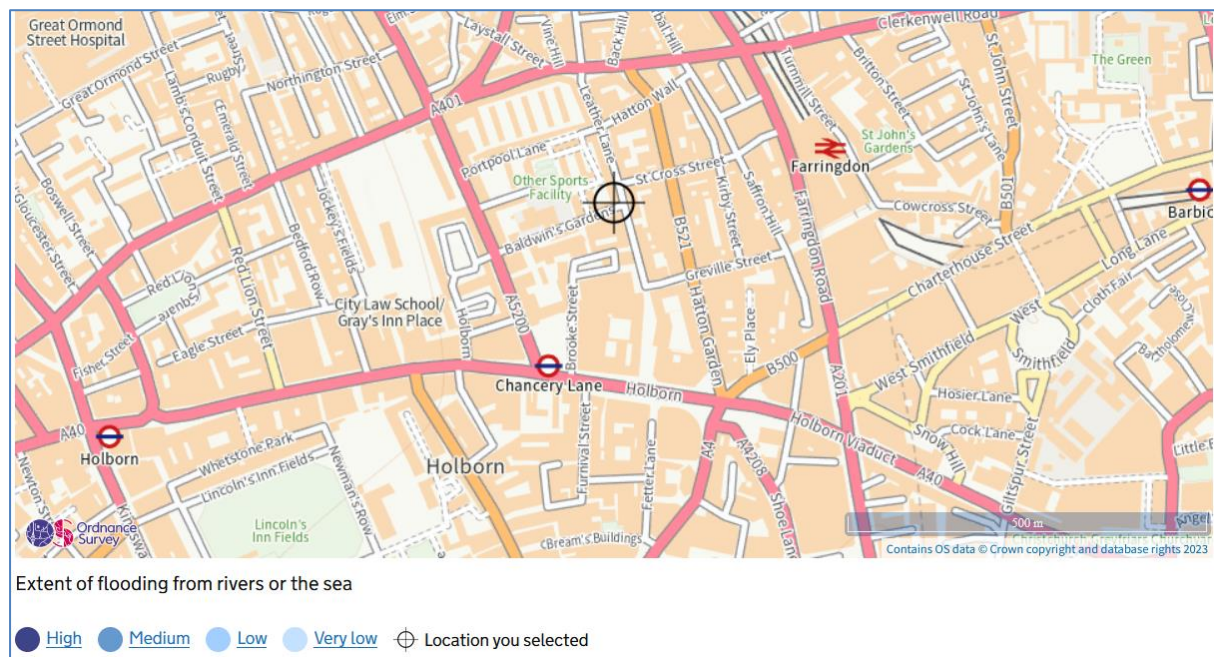 Great Ormond
Street Hospital
Great Ormond Street
Lamb's Conduit Street
Rugby
Emerald Street
Northington Street
Laystall Street
Vine Hill
Back Hill
Clerkenwell Road
Turnmill Street
Britton Street
St John's Lane
St John Street
The Green
A401
Leather Lane
Hatton Wall
Portpool Lane
Other Sports
Facility
St Cross Street
Kirby Street
Saffron Hill
Farringdon
Farringdon Road
St John's
Gardens
B501
Cowcross Street
Charterhouse Street
Long Lane
Cloth Fair
Boswell Street
Gloucester Street
Jockey's Fields
Bedford Row
Red Lion Street
Red Lion
Square
Eagle Street
Fisher Street
Baldwin's Gardens
B521
Hatton Garden
Greville Street
Ely Place
City Law School/
Gray's Inn Place
Holborn
A5200
Brooke Street
Chancery Lane
Holborn
B500
A201
West
Smithfield
West Smithfield
Hosier Lane
Cock Lane
Snow Hill
Giltspur Street
Holborn Viaduct
A40
A40
Holborn
Whetstone Park
Newman's Row
Lincoln's Inn Fields
Lincoln's
Inn Fields
Holborn
Furnival Street
Fetter Lane
Bream's Buildings
A4
A4208
Shoe Lane
Little
Angel
Ordnance
Survey
500 m
Contains OS data © Crown copyright and database rights 2023
Extent of flooding from rivers or the sea
High Medium Low Very low Location you selected